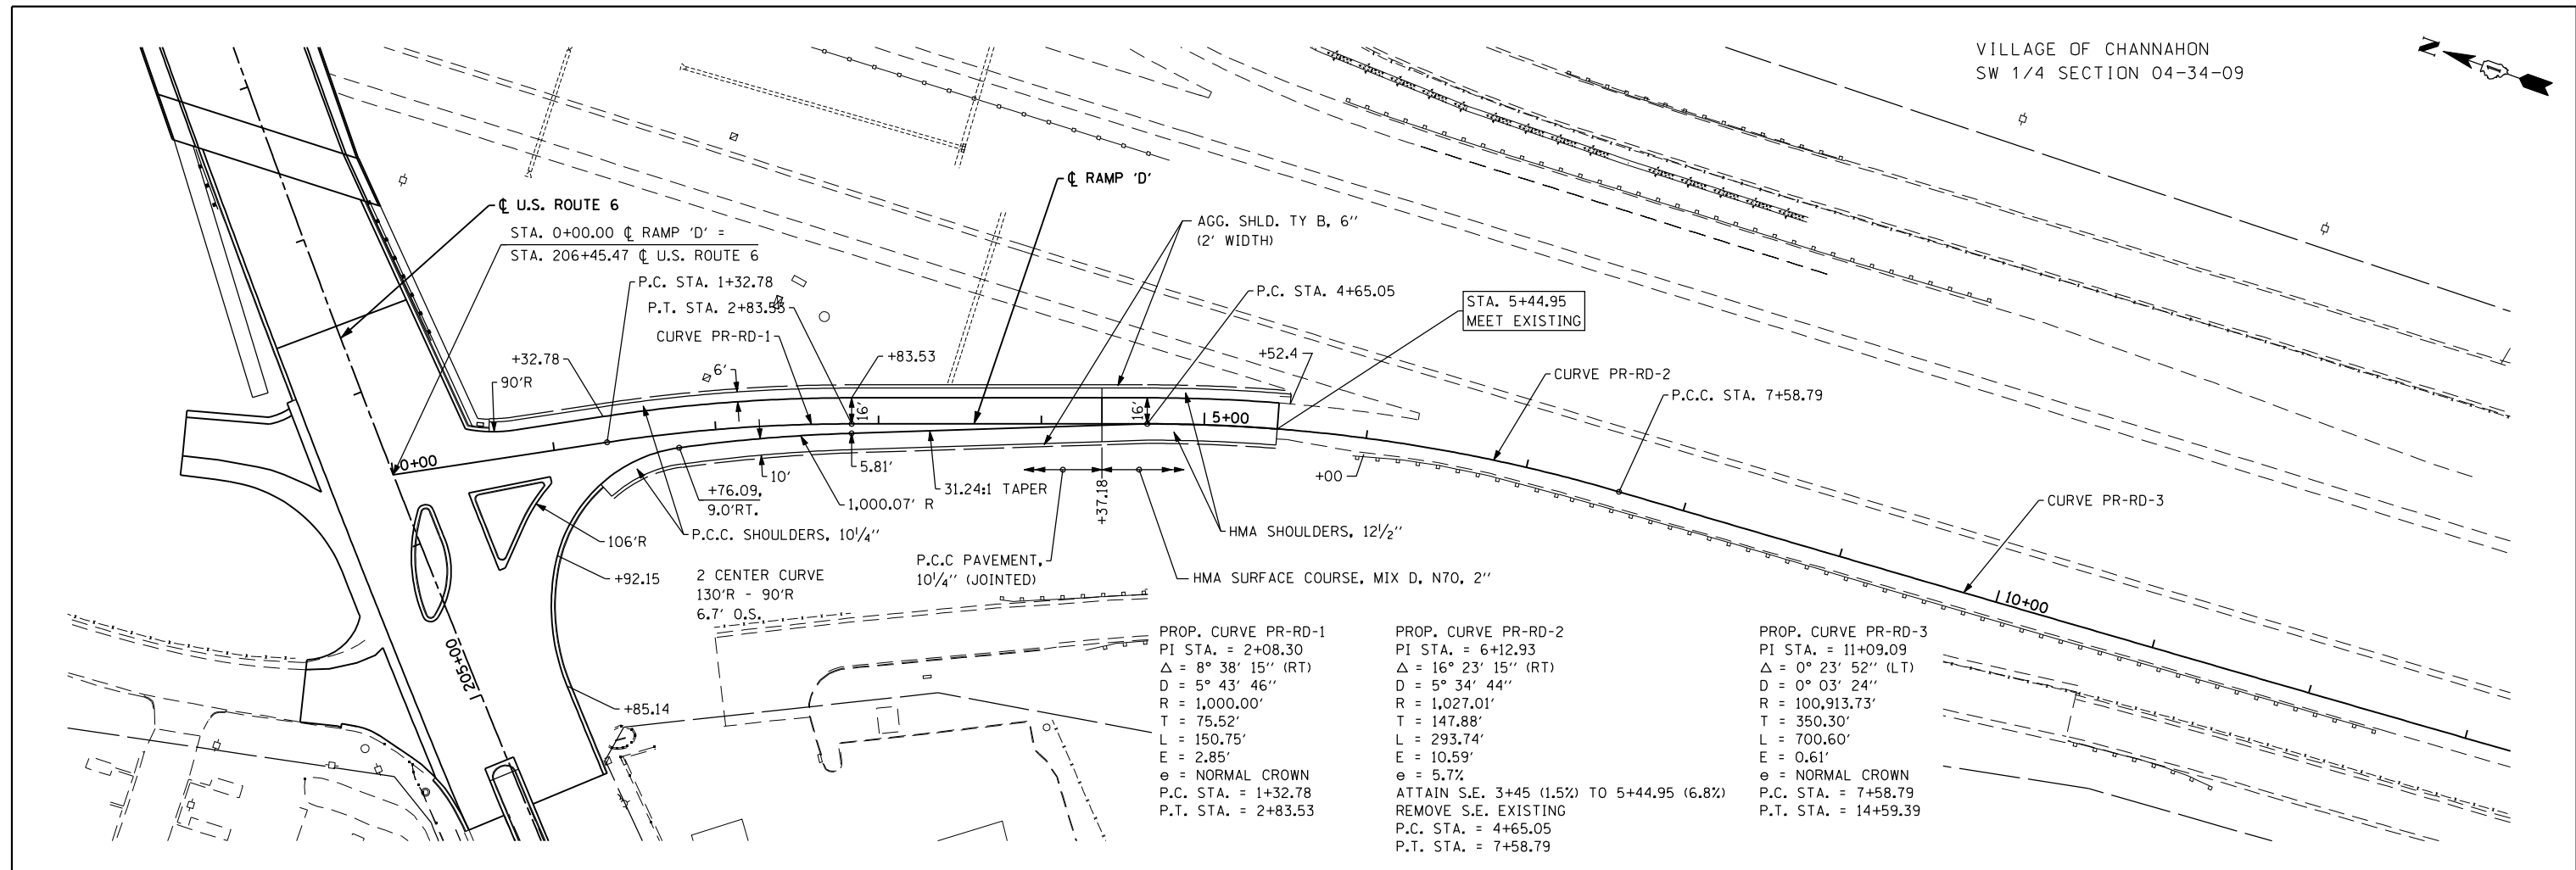 VILLAGE OF CHANNAHON
SW 1/4 SECTION 04-34-09
N
℄ U.S. ROUTE 6
STA. 0+00.00 ℄ RAMP 'D' =
STA. 206+45.47 ℄ U.S. ROUTE 6
P.C. STA. 1+32.78
P.T. STA. 2+83.53
CURVE PR-RD-1
+32.78
90'R
6'
+83.53
16'
℄ RAMP 'D'
AGG. SHLD. TY B, 6''
(2' WIDTH)
P.C. STA. 4+65.05
STA. 5+44.95
MEET EXISTING
+52.4
16'
5+00
CURVE PR-RD-2
P.C.C. STA. 7+58.79
CURVE PR-RD-3
10+00
0+00
+76.09,
9.0'RT.
10'
5.81'
1,000.07' R
31.24:1 TAPER
+37.18
+00
106'R
P.C.C. SHOULDERS, 10¼''
HMA SHOULDERS, 12½''
P.C.C PAVEMENT,
10¼'' (JOINTED)
HMA SURFACE COURSE, MIX D, N70, 2''
+92.15
2 CENTER CURVE
130'R - 90'R
6.7' O.S.
205+00
+85.14
PROP. CURVE PR-RD-1
PI STA. = 2+08.30
Δ = 8° 38' 15'' (RT)
D = 5° 43' 46''
R = 1,000.00'
T = 75.52'
L = 150.75'
E = 2.85'
e = NORMAL CROWN
P.C. STA. = 1+32.78
P.T. STA. = 2+83.53
PROP. CURVE PR-RD-2
PI STA. = 6+12.93
Δ = 16° 23' 15'' (RT)
D = 5° 34' 44''
R = 1,027.01'
T = 147.88'
L = 293.74'
E = 10.59'
e = 5.7%
ATTAIN S.E. 3+45 (1.5%) TO 5+44.95 (6.8%)
REMOVE S.E. EXISTING
P.C. STA. = 4+65.05
P.T. STA. = 7+58.79
PROP. CURVE PR-RD-3
PI STA. = 11+09.09
Δ = 0° 23' 52'' (LT)
D = 0° 03' 24''
R = 100,913.73'
T = 350.30'
L = 700.60'
E = 0.61'
e = NORMAL CROWN
P.C. STA. = 7+58.79
P.T. STA. = 14+59.39